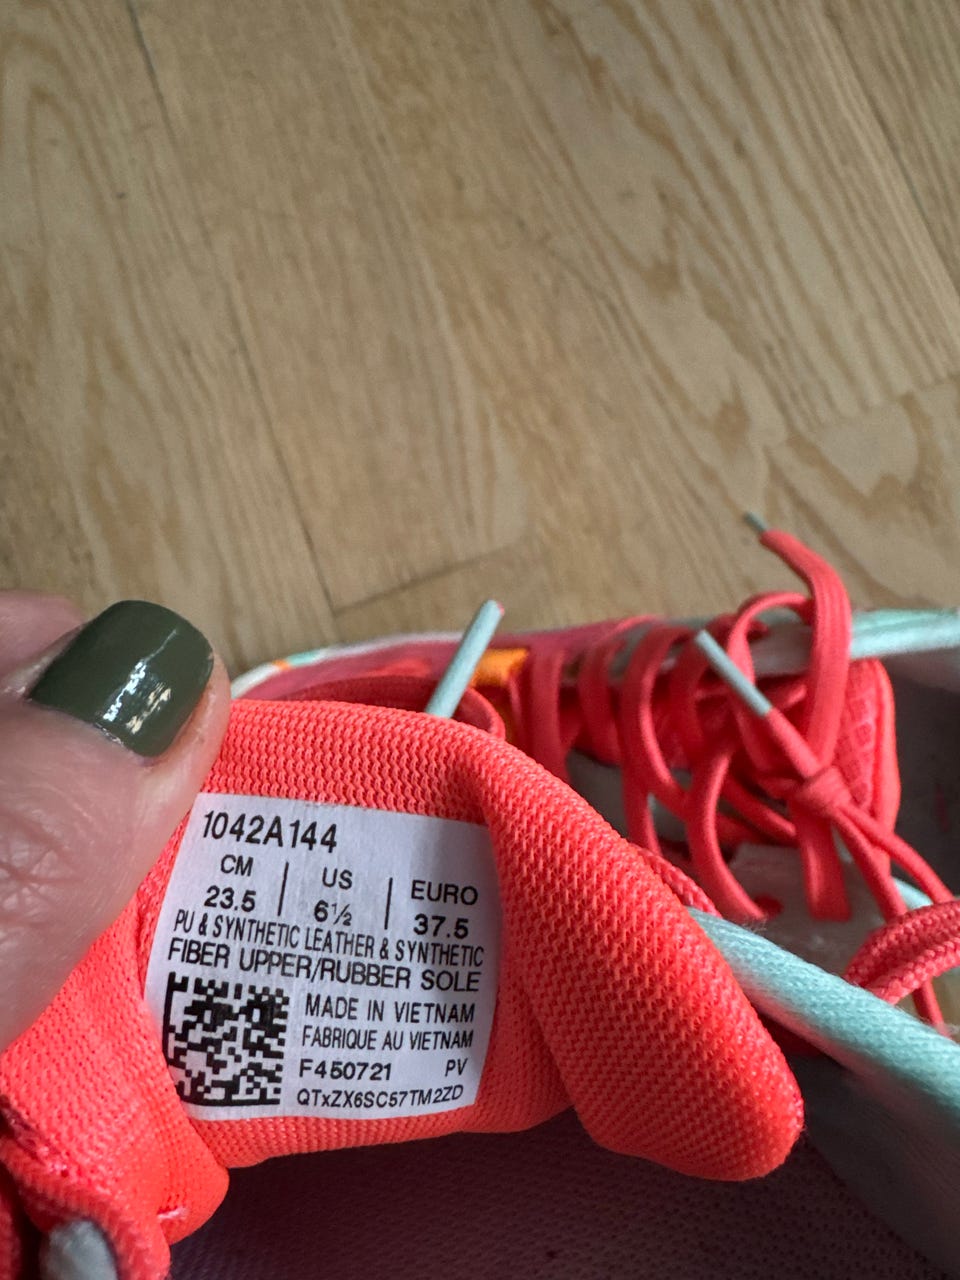 1042A144
CM | US | EURO
23.5 | 6½ | 37.5
PU & SYNTHETIC LEATHER & SYNTHETIC
FIBER UPPER/RUBBER SOLE
MADE IN VIETNAM
FABRIQUE AU VIETNAM
F450721 PV
QTxZX6SC57TM2ZD